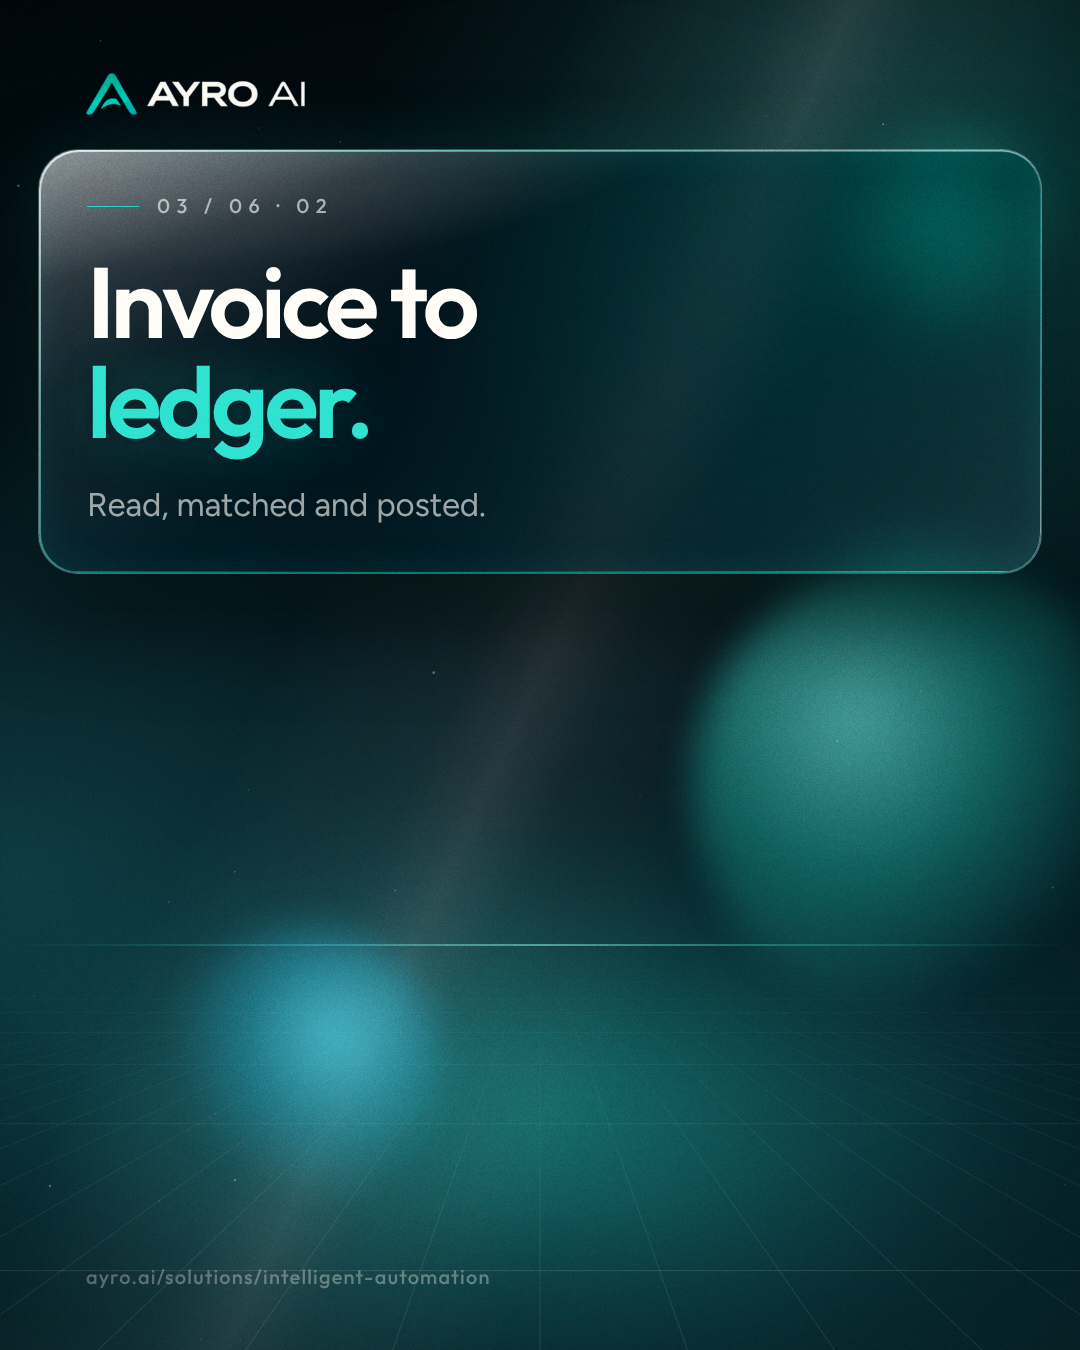 AYRO AI
03 / 06 · 02
Invoice to
ledger.
Read, matched and posted.
ayro.ai/solutions/intelligent-automation